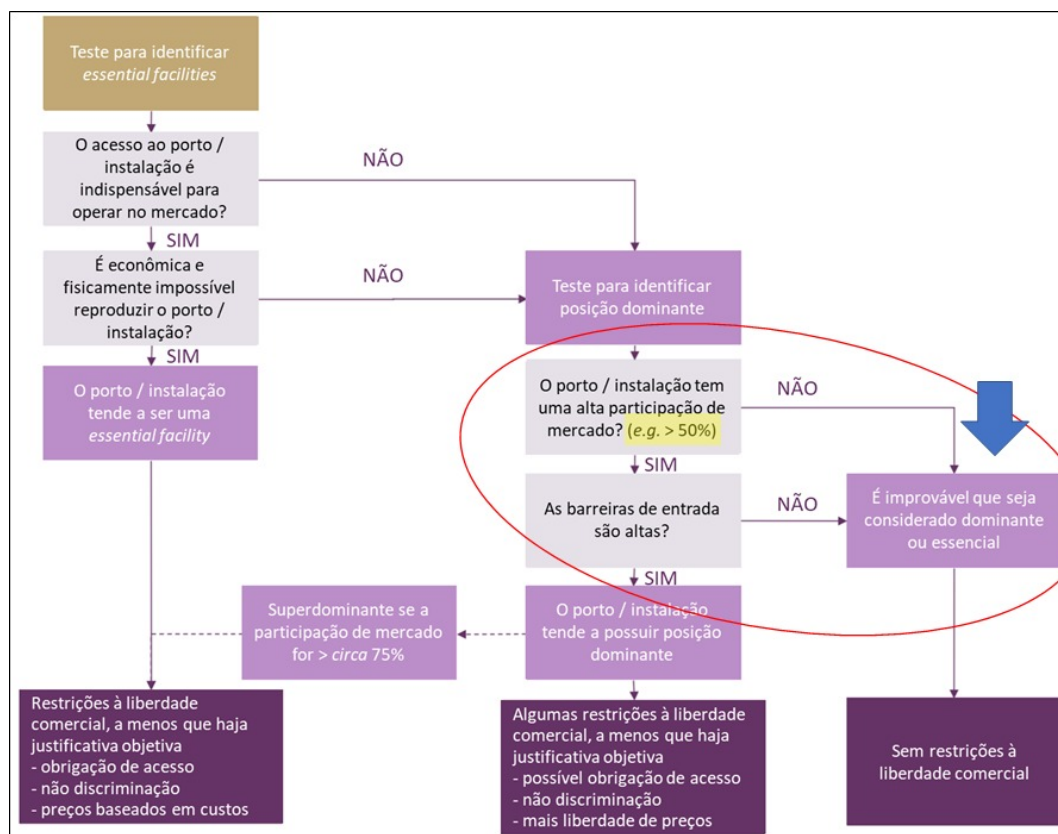 Teste para identificar
essential facilities
O acesso ao porto /
instalação é
indispensável para
operar no mercado?
NÃO
SIM
É econômica e
fisicamente impossível
reproduzir o porto /
instalação?
NÃO
Teste para identificar
posição dominante
SIM
O porto / instalação
tende a ser uma
essential facility
O porto / instalação tem
uma alta participação de
mercado? (e.g. > 50%)
NÃO
SIM
As barreiras de entrada
são altas?
NÃO
É improvável que seja
considerado dominante
ou essencial
SIM
Superdominante se a
participação de mercado
for > circa 75%
O porto / instalação
tende a possuir posição
dominante
Restrições à liberdade
comercial, a menos que haja
justificativa objetiva
- obrigação de acesso
- não discriminação
- preços baseados em custos
Algumas restrições à liberdade
comercial, a menos que haja
justificativa objetiva
- possível obrigação de acesso
- não discriminação
- mais liberdade de preços
Sem restrições à
liberdade comercial